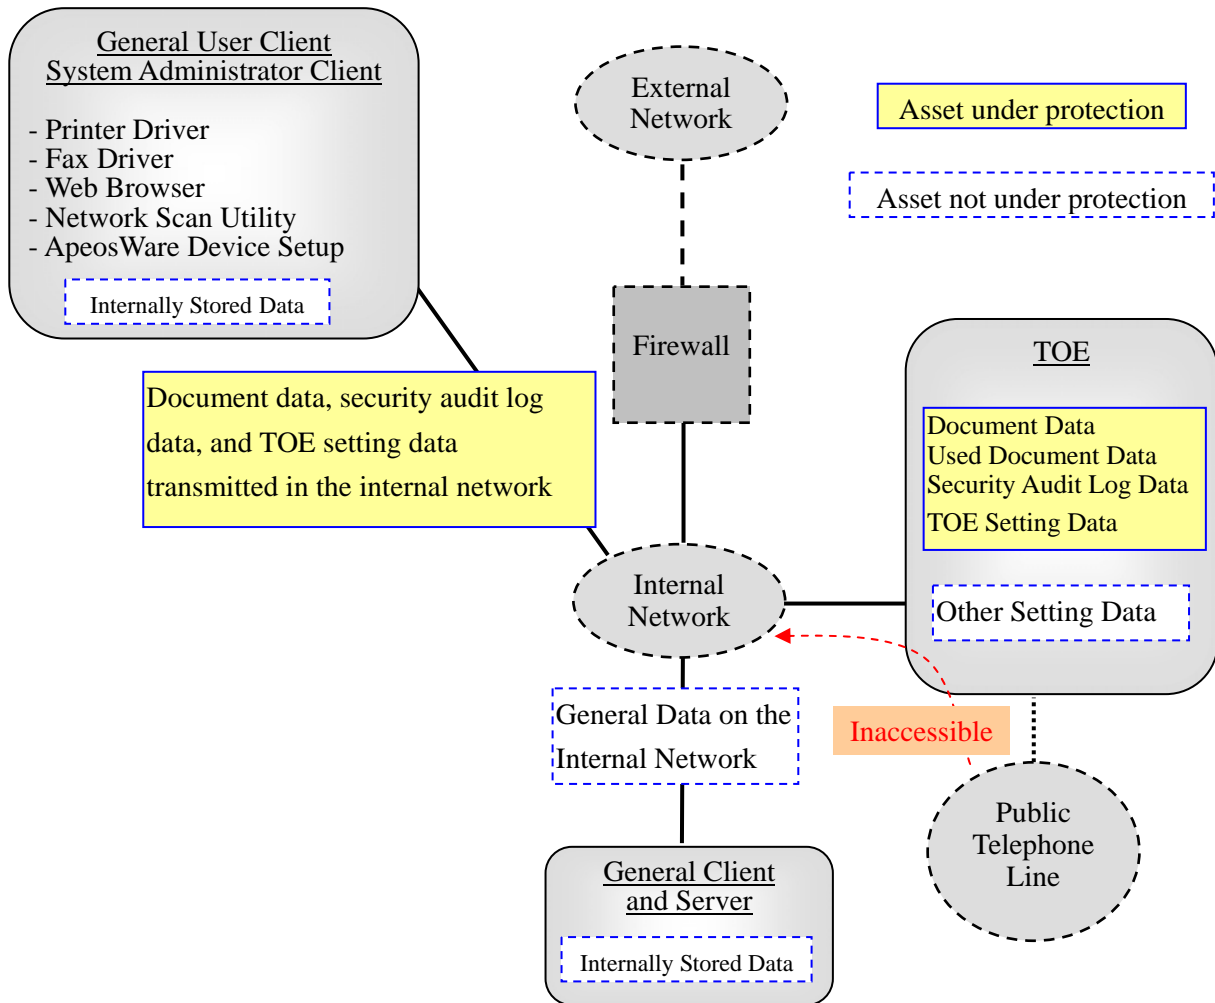 General User Client
System Administrator Client
- Printer Driver
- Fax Driver
- Web Browser
- Network Scan Utility
- ApeosWare Device Setup
Internally Stored Data
External
Network
Asset under protection
Asset not under protection
Firewall
Document data, security audit log
data, and TOE setting data
transmitted in the internal network
TOE
Document Data
Used Document Data
Security Audit Log Data
TOE Setting Data
Other Setting Data
Internal
Network
General Data on the
Internal Network
Inaccessible
Public
Telephone
Line
General Client
and Server
Internally Stored Data